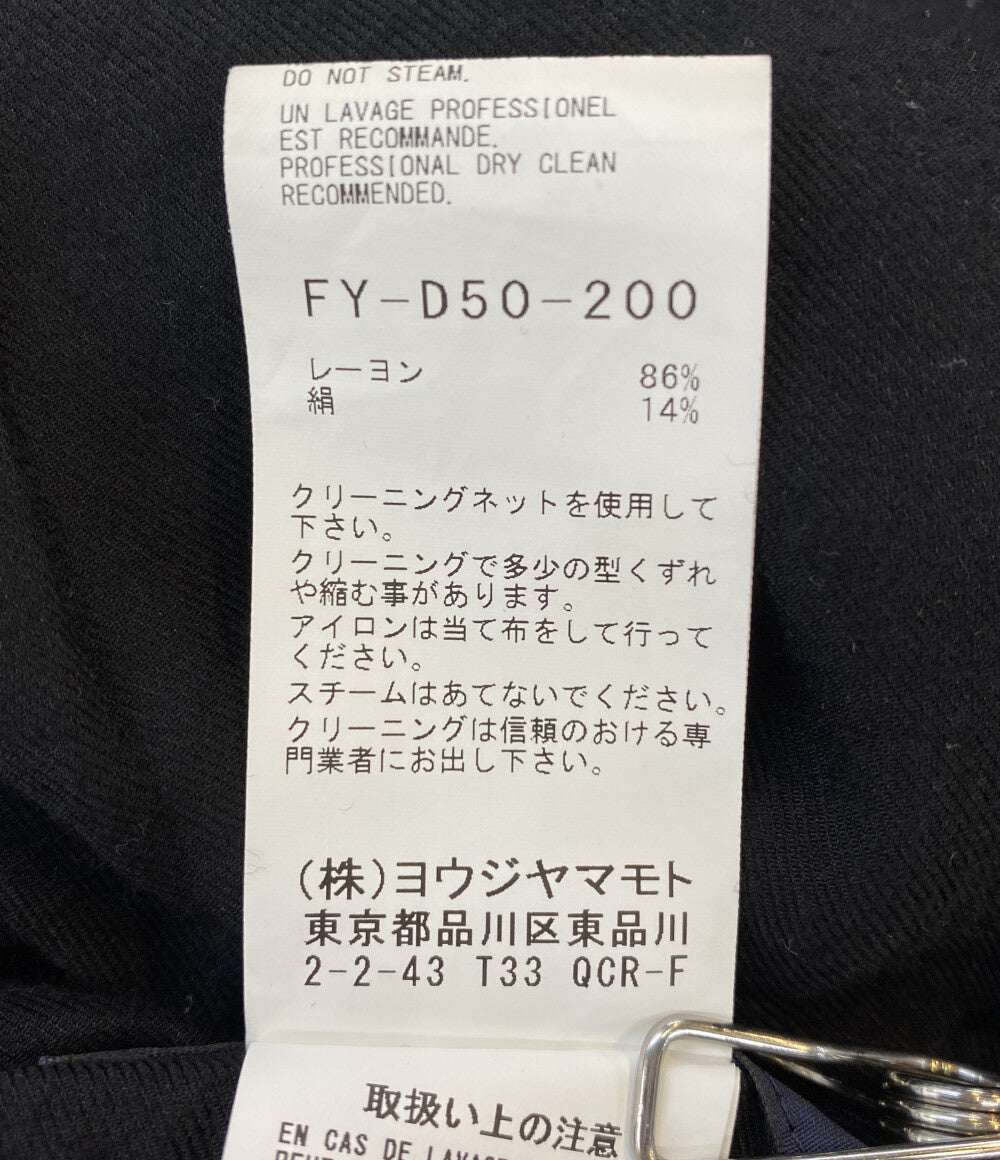 DO NOT STEAM.
UN LAVAGE PROFESSIONEL
EST RECOMMANDE.
PROFESSIONAL DRY CLEAN
RECOMMENDED.
FY-D50-200
レーヨン 86%
絹 14%
クリーニングネットを使用して
下さい。
クリーニングで多少の型くずれ
や縮む事があります。
アイロンは当て布をして行って
ください。
スチームはあてないでください。
クリーニングは信頼のおける専
門業者にお出し下さい。
(株)ヨウジヤマモト
東京都品川区東品川
2-2-43 T33 QCR-F
取扱い上の注意
EN CAS DE LAVAGE